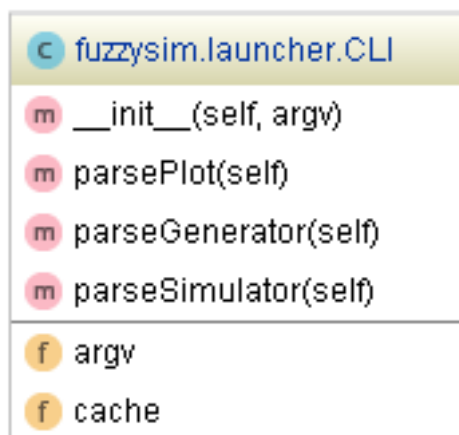 c fuzzysim.launcher.CLI
m __init__(self, argv)
m parsePlot(self)
m parseGenerator(self)
m parseSimulator(self)
f argv
f cache